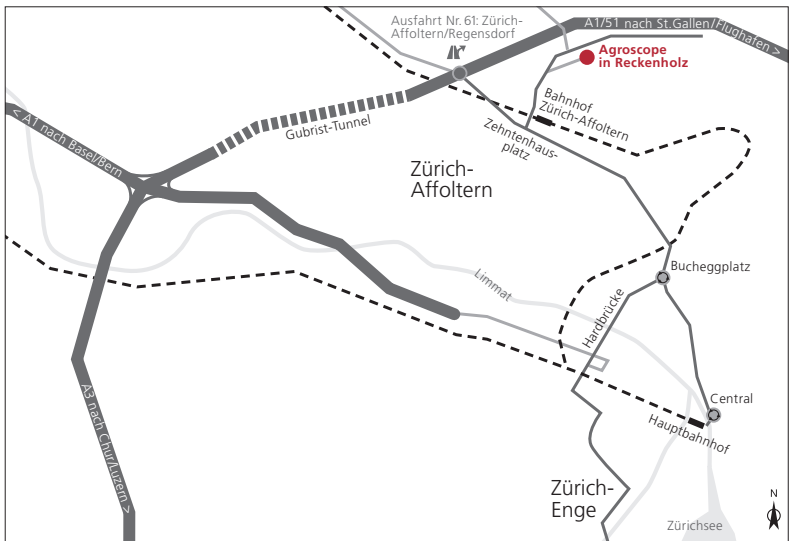 Ausfahrt Nr. 61: Zürich-
Affoltern/Regensdorf
A1/51 nach St.Gallen/Flughafen >
Agroscope
in Reckenholz
Bahnhof
Zürich-Affoltern
Gubrist-Tunnel
Zehntenhaus-
platz
< A1 nach Basel/Bern
Zürich-
Affoltern
Limmat
Bucheggplatz
Hardbrücke
A3 nach Chur/Luzern >
Central
Hauptbahnhof
Zürich-
Enge
N
Zürichsee